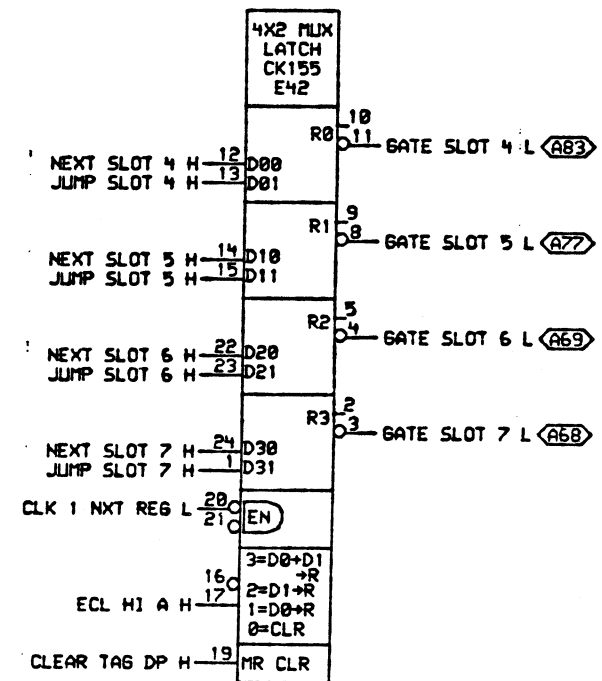 4X2 MUX
LATCH
CK155
E42
10
R0 11 GATE SLOT 4 L A83
NEXT SLOT 4 H 12 D00
JUMP SLOT 4 H 13 D01
9
R1 8 GATE SLOT 5 L A77
NEXT SLOT 5 H 14 D10
JUMP SLOT 5 H 15 D11
5
R2 4 GATE SLOT 6 L A69
NEXT SLOT 6 H 22 D20
JUMP SLOT 6 H 23 D21
2
R3 3 GATE SLOT 7 L A68
NEXT SLOT 7 H 24 D30
JUMP SLOT 7 H 1 D31
CLK 1 NXT REG L 20
21 EN
3=D0+D1
→R
16 2=D1→R
ECL HI A H 17 1=D0→R
0=CLR
CLEAR TAG DP H 19 MR CLR